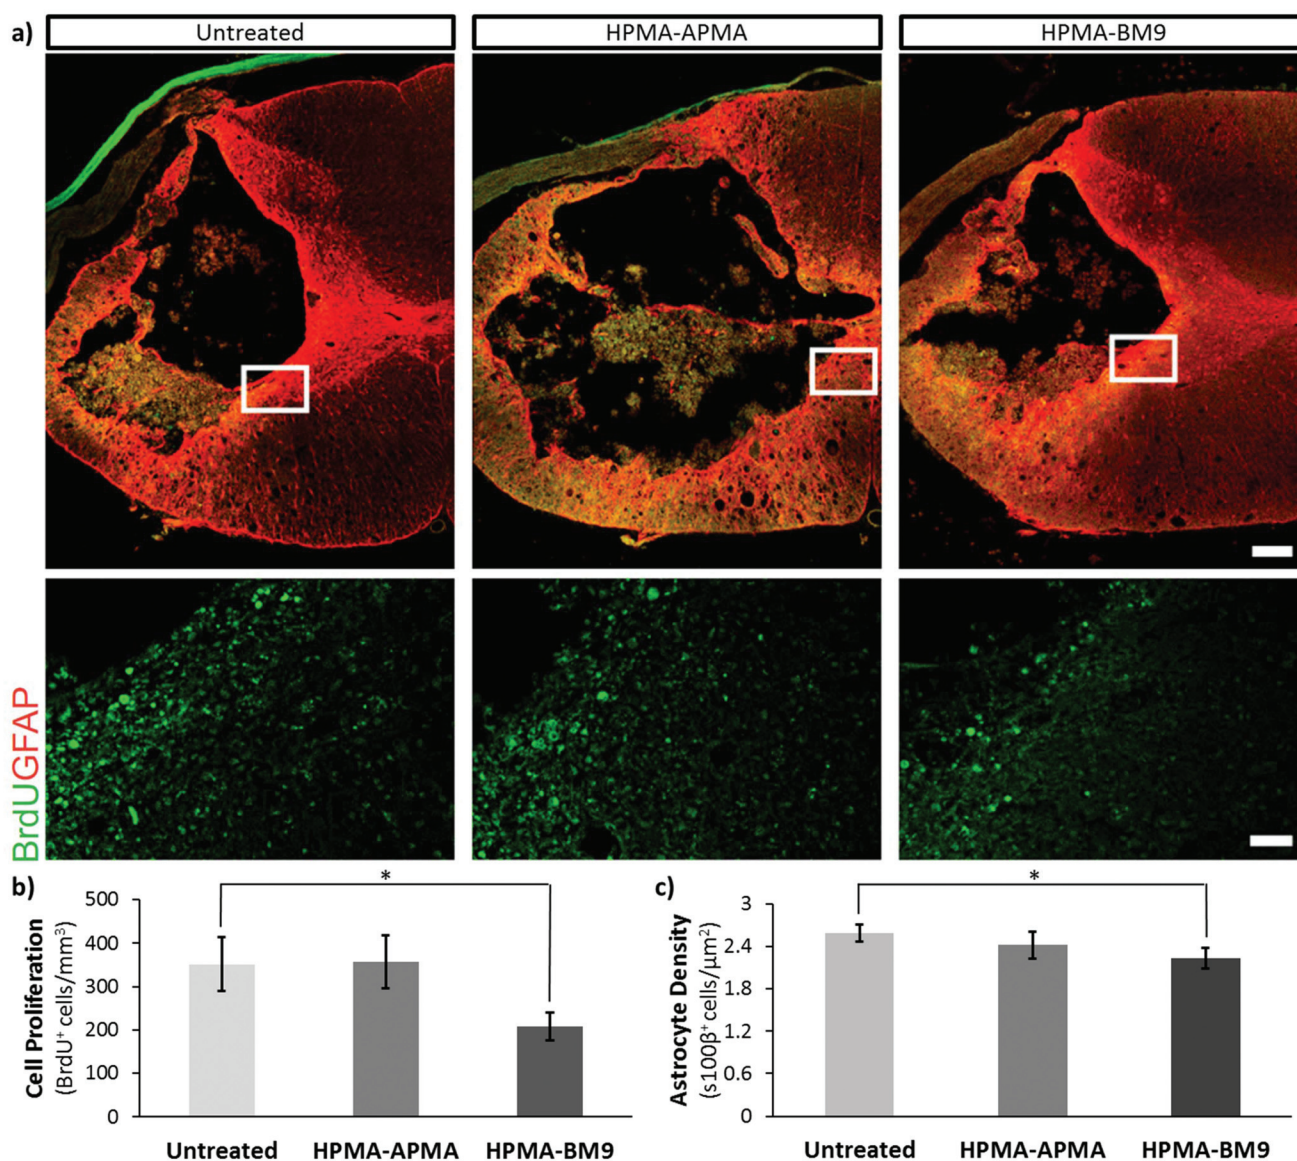 a)
Untreated
HPMA-APMA
HPMA-BM9
BrdUGFAP
b)
*
Cell Proliferation
(BrdU⁺ cells/mm³)
500
400
300
200
100
0
Untreated
HPMA-APMA
HPMA-BM9
c)
*
Astrocyte Density
(s100β⁺ cells/μm²)
3
2.4
1.8
1.2
0.6
0
Untreated
HPMA-APMA
HPMA-BM9